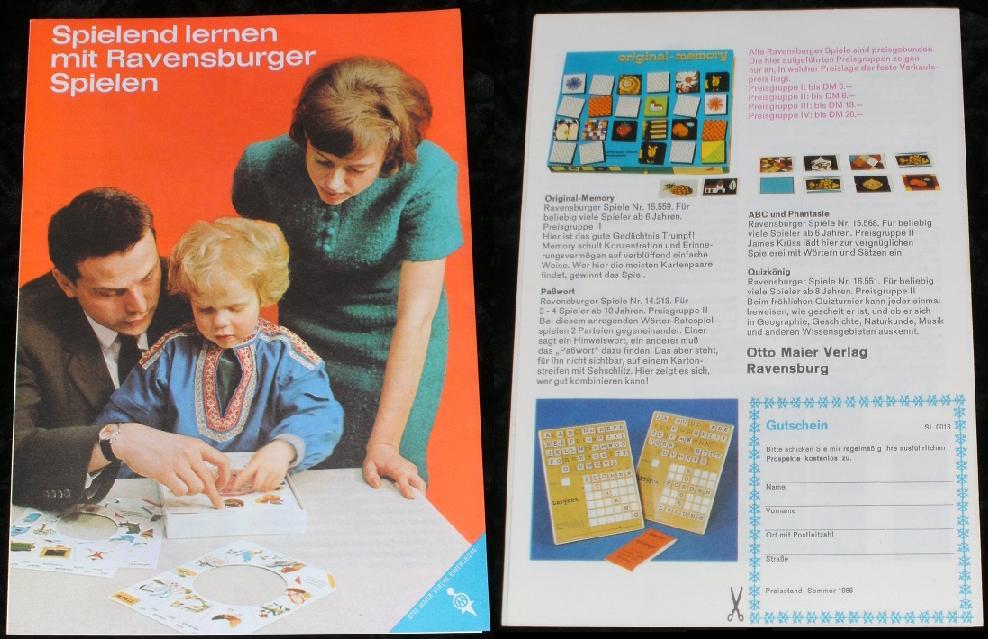 Spielend lernen
mit Ravensburger
Spielen
OTTO MAIER VERLAG RAVENSBURG
original-memory
Original-Memory
Ravensburger Spiele Nr. 15.559. Für
beliebig viele Spieler ab 6 Jahren.
Preisgruppe II
Hier ist das gute Gedächtnis Trumpf!
Memory schult Konzentration und Erinne-
rungsvermögen auf verblüffend einfache
Weise. Wer hier die meisten Kartenpaare
findet, gewinnt das Spiel.
Paßwort
Ravensburger Spiele Nr. Für
2 - 4 Spieler ab 10 Jahren. Preisgruppe II
Bei diesem anregenden Wörter-Ratespiel
spielen 2 Parteien gegeneinander. Einer
sagt ein Hinweiswort, ein anderer muß
das „Paßwort“ dazu finden. Das aber steht,
für ihn nicht sichtbar, auf einem Karton-
streifen mit Sehschlitz. Hier zeigt es sich,
wer gut kombinieren kann!
Alle Ravensburger Spiele sind preisgebunden.
Die hier aufgeführten Preisgruppen zeigen
nur an, in welcher Preislage der feste Verkaufs-
preis liegt.
Preisgruppe I: bis DM 5.—
Preisgruppe II: bis DM 8.—
Preisgruppe III: bis DM
Preisgruppe IV: bis DM 20.—
ABC und Phantasie
Ravensburger Spiele Nr. Für beliebig
viele Spieler ab 6 Jahren. Preisgruppe II
James Krüss lädt hier zur vergnüglichen
Spielerei mit Wörtern und Sätzen ein
Quizkönig
Ravensburger Spiele Nr. Für beliebig
viele Spieler ab 8 Jahren. Preisgruppe II
Beim fröhlichen Quizturnier kann jeder einmal
beweisen, wie gescheit er ist, und ob er sich
in Geographie, Geschichte, Naturkunde, Musik
und anderen Wissensgebieten auskennt.
Otto Maier Verlag
Ravensburg
Gutschein
Bitte schicken Sie mir regelmäßig Ihre ausführlichen
Prospekte kostenlos zu.
Name
Vorname
Ort mit Postleitzahl
Straße
Preisstand Sommer